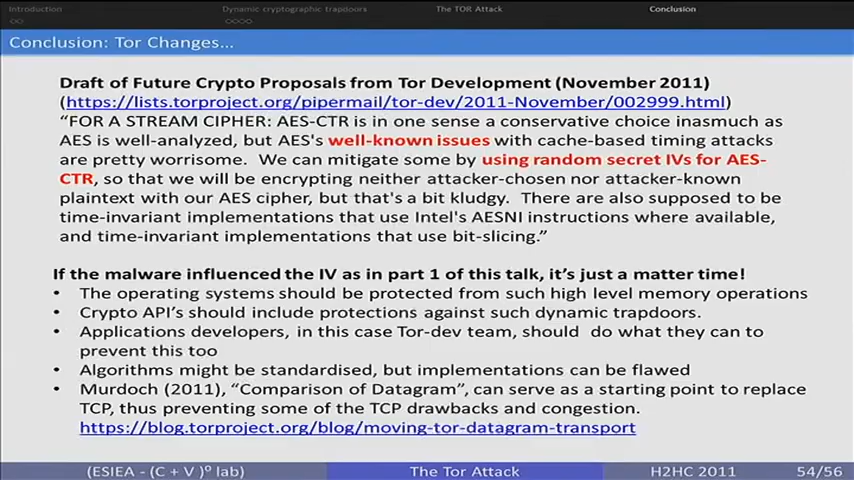 Introduction
Dynamic cryptographic trapdoors
The TOR Attack
Conclusion
Conclusion: Tor Changes...
Draft of Future Crypto Proposals from Tor Development (November 2011)
(https://lists.torproject.org/pipermail/tor-dev/2011-November/002999.html)
“FOR A STREAM CIPHER: AES-CTR is in one sense a conservative choice inasmuch as
AES is well-analyzed, but AES's well-known issues with cache-based timing attacks
are pretty worrisome. We can mitigate some by using random secret IVs for AES-
CTR, so that we will be encrypting neither attacker-chosen nor attacker-known
plaintext with our AES cipher, but that's a bit kludgy. There are also supposed to be
time-invariant implementations that use Intel's AESNI instructions where available,
and time-invariant implementations that use bit-slicing.”
If the malware influenced the IV as in part 1 of this talk, it’s just a matter time!
• The operating systems should be protected from such high level memory operations
• Crypto API’s should include protections against such dynamic trapdoors.
• Applications developers, in this case Tor-dev team, should do what they can to
prevent this too
• Algorithms might be standardised, but implementations can be flawed
• Murdoch (2011), “Comparison of Datagram”, can serve as a starting point to replace
TCP, thus preventing some of the TCP drawbacks and congestion.
https://blog.torproject.org/blog/moving-tor-datagram-transport
(ESIEA - (C + V )º lab)
The Tor Attack
H2HC 2011
54/56